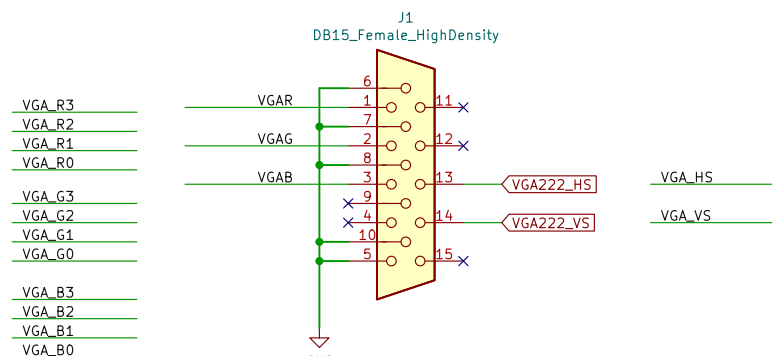 J1
DB15_Female_HighDensity
6
VGAR
1
11
VGA_R3
VGA_R2
7
VGA_R1
VGAG
2
12
VGA_R0
8
VGAB
3
13
VGA222_HS
VGA_HS
VGA_G3
9
VGA_G2
4
14
VGA222_VS
VGA_VS
VGA_G1
10
VGA_G0
5
15
VGA_B3
VGA_B2
VGA_B1
VGA_B0